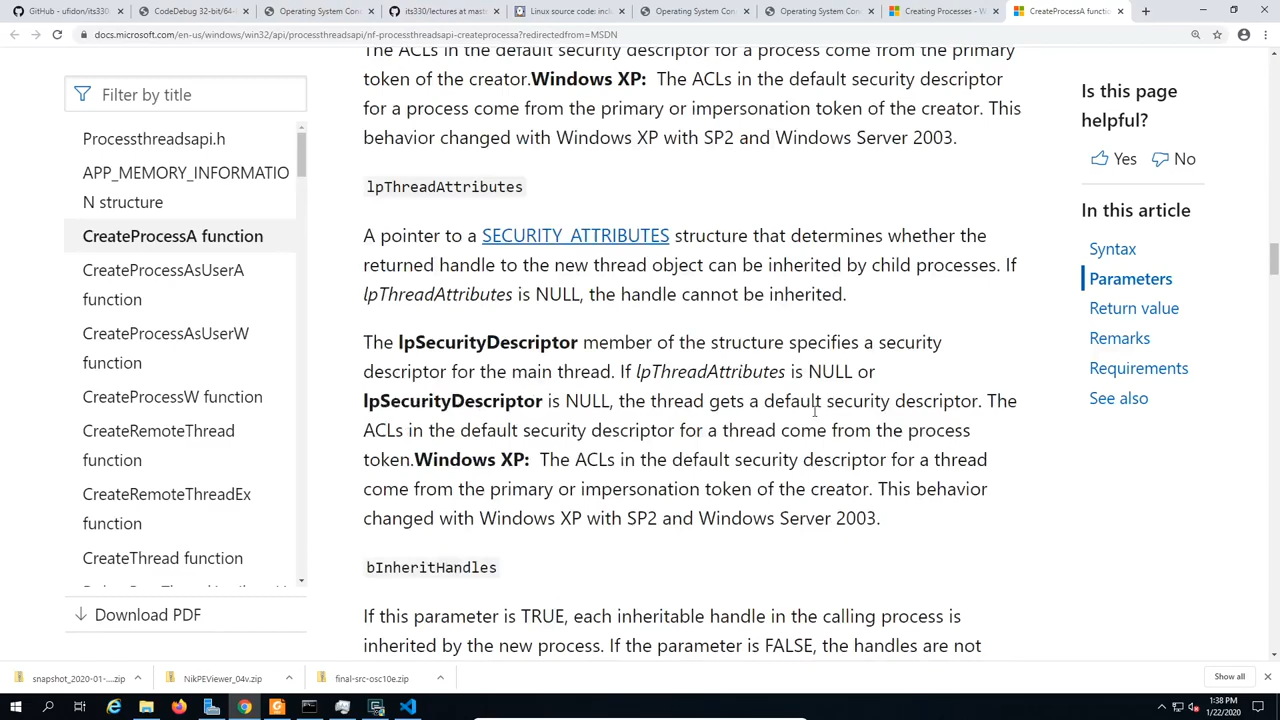 GitHub - ufidon/its330
CodeDebug 32-bit/64-
Operating System Conc
its330/lectures at master
Linux source code: inclu
Operating System Conc
Operating System Conc
Creating Processes - W
CreateProcessA functio
docs.microsoft.com/en-us/windows/win32/api/processthreadsapi/nf-processthreadsapi-createprocessa?redirectedfrom=MSDN
Filter by title
Processthreadsapi.h
APP_MEMORY_INFORMATIO
N structure
CreateProcessA function
CreateProcessAsUserA
function
CreateProcessAsUserW
function
CreateProcessW function
CreateRemoteThread
function
CreateRemoteThreadEx
function
CreateThread function
Download PDF
The ACLs in the default security descriptor for a process come from the primary
token of the creator.Windows XP: The ACLs in the default security descriptor
for a process come from the primary or impersonation token of the creator. This
behavior changed with Windows XP with SP2 and Windows Server 2003.
lpThreadAttributes
A pointer to a SECURITY_ATTRIBUTES structure that determines whether the
returned handle to the new thread object can be inherited by child processes. If
lpThreadAttributes is NULL, the handle cannot be inherited.
The lpSecurityDescriptor member of the structure specifies a security
descriptor for the main thread. If lpThreadAttributes is NULL or
lpSecurityDescriptor is NULL, the thread gets a default security descriptor. The
ACLs in the default security descriptor for a thread come from the process
token.Windows XP: The ACLs in the default security descriptor for a thread
come from the primary or impersonation token of the creator. This behavior
changed with Windows XP with SP2 and Windows Server 2003.
bInheritHandles
If this parameter is TRUE, each inheritable handle in the calling process is
inherited by the new process. If the parameter is FALSE, the handles are not
Is this page
helpful?
Yes No
In this article
Syntax
Parameters
Return value
Remarks
Requirements
See also
snapshot_2020-01-....zip
NikPEViewer_04v.zip
final-src-osc10e.zip
Show all
1:38 PM
1/22/2020